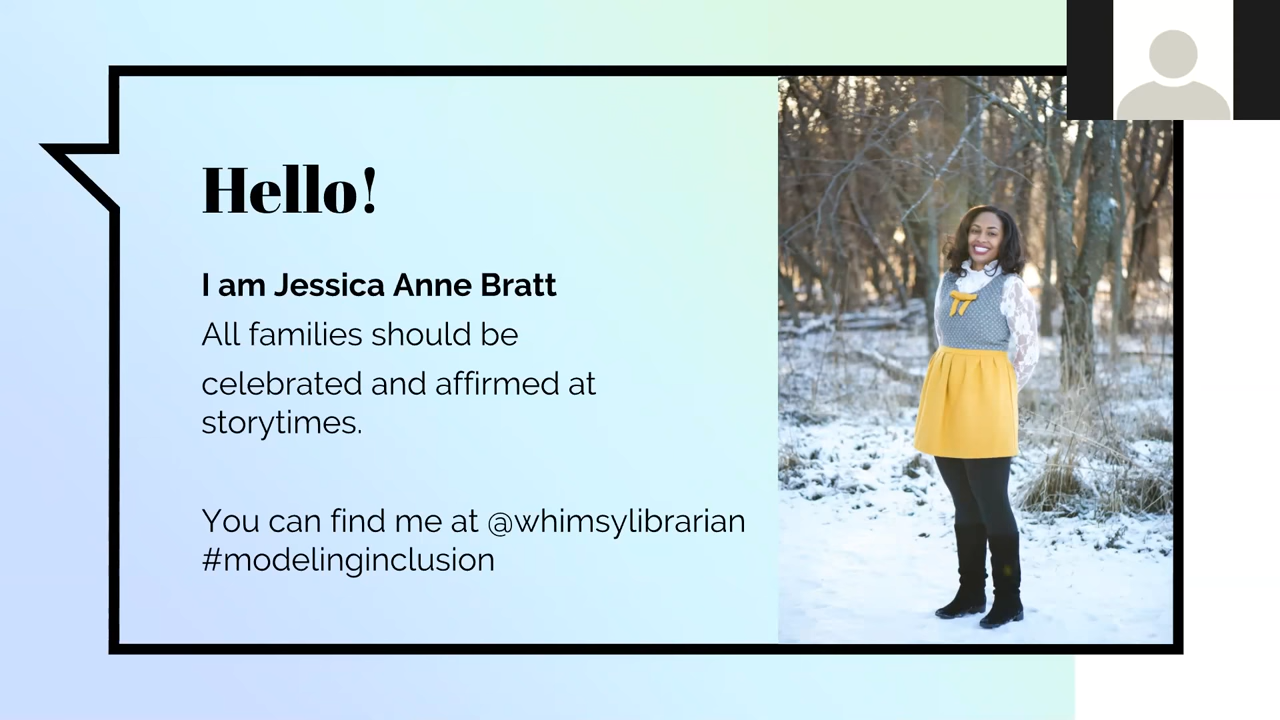 Hello!
I am Jessica Anne Bratt
All families should be
celebrated and affirmed at
storytimes.
You can find me at @whimsylibrarian
#modelinginclusion